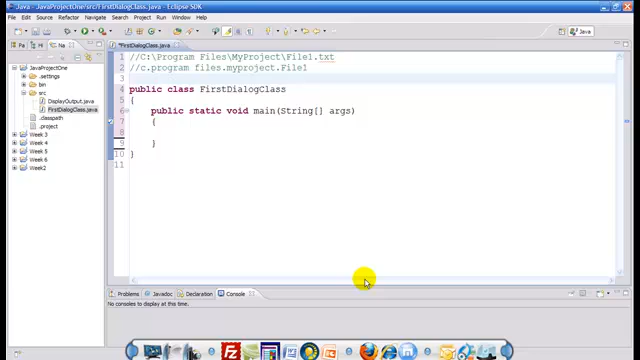 Java - JavaProjectOne/src/FirstDialogClass.java - Eclipse SDK
File Edit Source Refactor Navigate Search Project Run Window Help
Java
Pa Hi Na
*FirstDialogClass.java
JavaProjectOne
.settings
bin
src
DisplayOutput.java
FirstDialogClass.java
.classpath
.project
Week 3
Week 4
Week 5
Week 6
Week2
1 //C:\Program Files\MyProject\File1.txt
2 //c.program files.myproject.File1
3
4 public class FirstDialogClass
5 {
6 public static void main(String[] args)
7 {
8
9 }
10 }
11
Problems Javadoc Declaration Console
No consoles to display at this time.